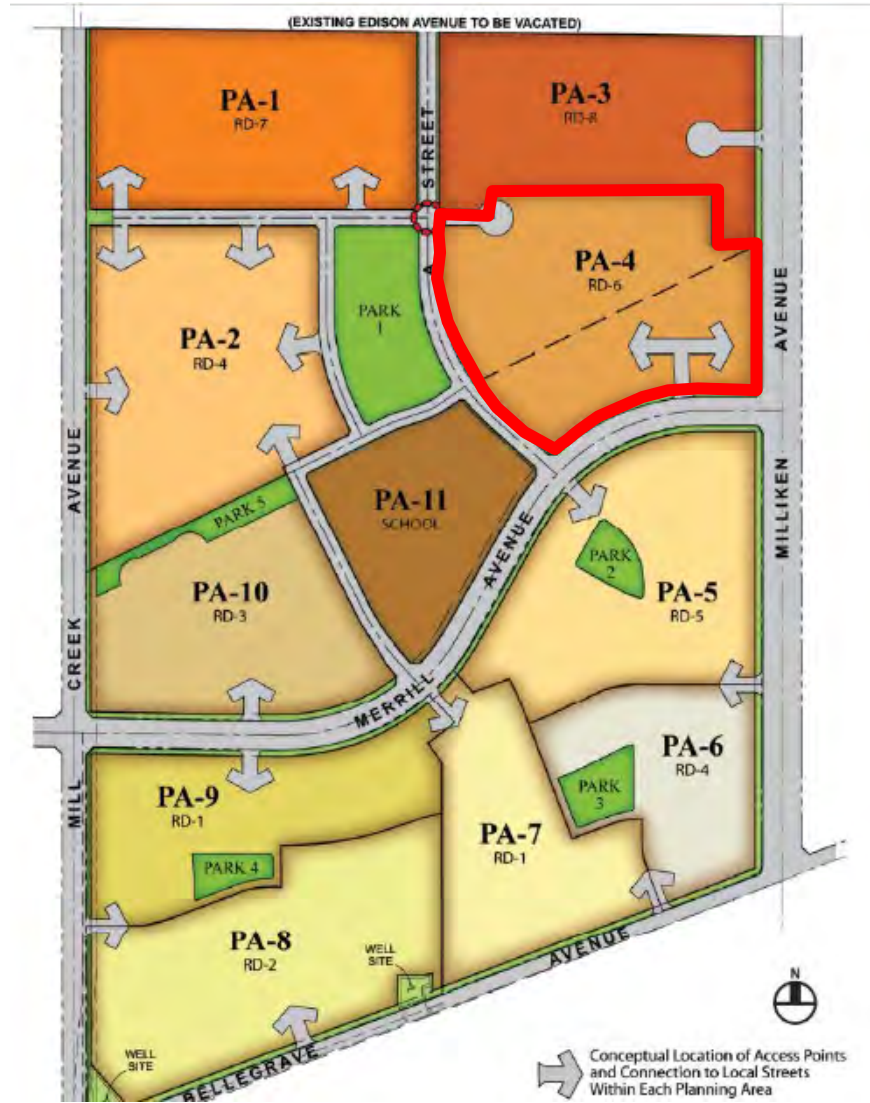 (EXISTING EDISON AVENUE TO BE VACATED)
PA-1
RD-7
STREET
A
PA-3
RD-8
PA-4
RD-6
PARK
1
PA-2
RD-4
AVENUE
MILLIKEN
CREEK
AVENUE
MILL
PARK 5
PA-11
SCHOOL
PARK
2
PA-5
RD-5
PA-10
RD-3
MERRILL
AVENUE
PA-6
RD-4
PARK
3
PA-9
RD-1
PA-7
RD-1
PARK 4
PA-8
RD-2
WELL
SITE
WELL
SITE
BELLEGRAVE
AVENUE
N
Conceptual Location of Access Points
and Connection to Local Streets
Within Each Planning Area